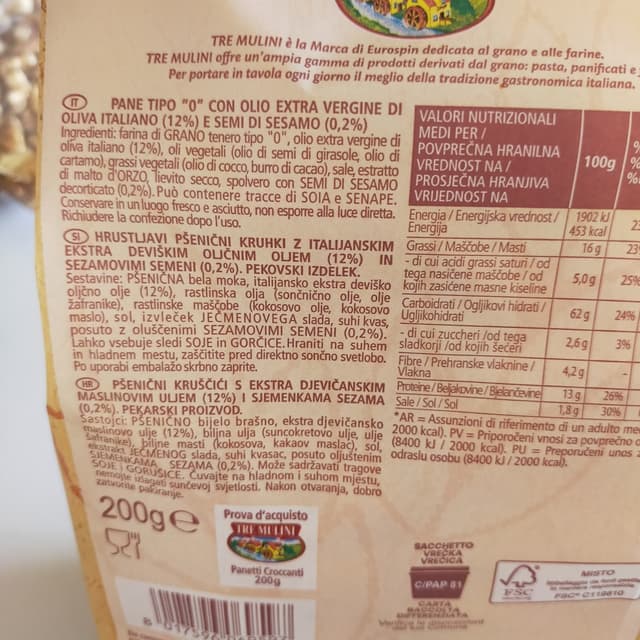 TRE MULINI è la Marca di Eurospin dedicata al grano e alle farine.
TRE MULINI offre un'ampia gamma di prodotti derivati dal grano: pasta, panificati e
Per portare in tavola ogni giorno il meglio della tradizione gastronomica italiana.
IT PANE TIPO "0" CON OLIO EXTRA VERGINE DI
OLIVA ITALIANO (12%) E SEMI DI SESAMO (0,2%)
Ingredienti: farina di GRANO tenero tipo "0", olio extra vergine di
oliva italiano (12%), oli vegetali (olio di semi di girasole, olio di
cartamo), grassi vegetali (olio di cocco, burro di cacao), sale, estratto
di malto d'ORZO, lievito secco, spolvero con SEMI DI SESAMO
decorticato (0,2%). Può contenere tracce di SOIA e SENAPE.
Conservare in un luogo fresco e asciutto, non esporre alla luce diretta.
Richiudere la confezione dopo l'uso.
SI HRUSTLJAVI PŠENIČNI KRUHKI Z ITALIJANSKIM
EKSTRA DEVIŠKIM OLJČNIM OLJEM (12%) IN
SEZAMOVIMI SEMENI (0,2%). PEKOVSKI IZDELEK.
Sestavine: PŠENIČNA bela moka, italijansko ekstra deviško
oljčno olje (12%), rastlinska olja (sončnično olje, olje
žafranike), rastlinske maščobe (kokosovo olje, kokosovo
maslo), sol, izvleček JEČMENOVEGA slada, suhi kvas,
posuto z oluščenimi SEZAMOVIMI SEMENI (0,2%).
Lahko vsebuje sledi SOJE in GORČICE. Hraniti na suhem
in hladnem mestu, zaščitite pred direktno sončno svetlobo.
Po uporabi embalažo skrbno zaprite.
HR PŠENIČNI KRUŠČIĆI S EKSTRA DJEVIČANSKIM
MASLINOVIM ULJEM (12%) I SJEMENKAMA SEZAMA
(0,2%). PEKARSKI PROIZVOD.
Sastojci: PŠENIČNO bijelo brašno, ekstra djevičansko
maslinovo ulje (12%), biljna ulja (suncokretovo ulje, ulje
šafranike), biljne masti (kokosova, kakaov maslac), sol,
ekstrakt JEČMENOG slada, suhi kvasac, posuto oljuštenim
SJEMENKAMA SEZAMA (0,2%). Može sadržavati tragove
SOJE i GORUŠICE. Čuvajte na hladnom i suhom mjestu,
nemojte izlagati sunčevoj svjetlosti. Nakon otvaranja, dobro
zatvorite pakiranje.
200g e
Prova d'acquisto
TRE MULINI
Panetti Croccanti
200g
VALORI NUTRIZIONALI
MEDI PER /
POVPREČNA HRANILNA
VREDNOST NA /
PROSJEČNA HRANJIVA
VRIJEDNOST NA
100g
Energia / Energijska vrednost /
Energija
1902 kJ
453 kcal
Grassi / Maščobe / Masti 16 g 23
- di cui acidi grassi saturi / od
tega nasičene maščobe / od
kojih zasićene masne kiseline
5,0 g 25%
Carboidrati / Ogljikovi hidrati /
Ugljikohidrati
62 g 24%
- di cui zuccheri / od tega
sladkorji / od kojih šećeri
2,6 g 3%
Fibre / Prehranske vlaknine /
Vlakna
4,2 g -
Proteine / Beljakovine / Bjelančevine 13 g 26%
Sale / Sol / Sol 1,8 g 30%
*AR = Assunzioni di riferimento di un adulto me
2000 kcal). PV = Priporočeni vnosi za povprečno o
(8400 kJ / 2000 kcal). PU = Preporučeni unos z
odraslu osobu (8400 kJ / 2000 kcal).
SACCHETTO
VREČKA
VREĆICA
C/PAP 81
CARTA
RACCOLTA
DIFFERENZIATA
FSC
MISTO
FSC® C119610